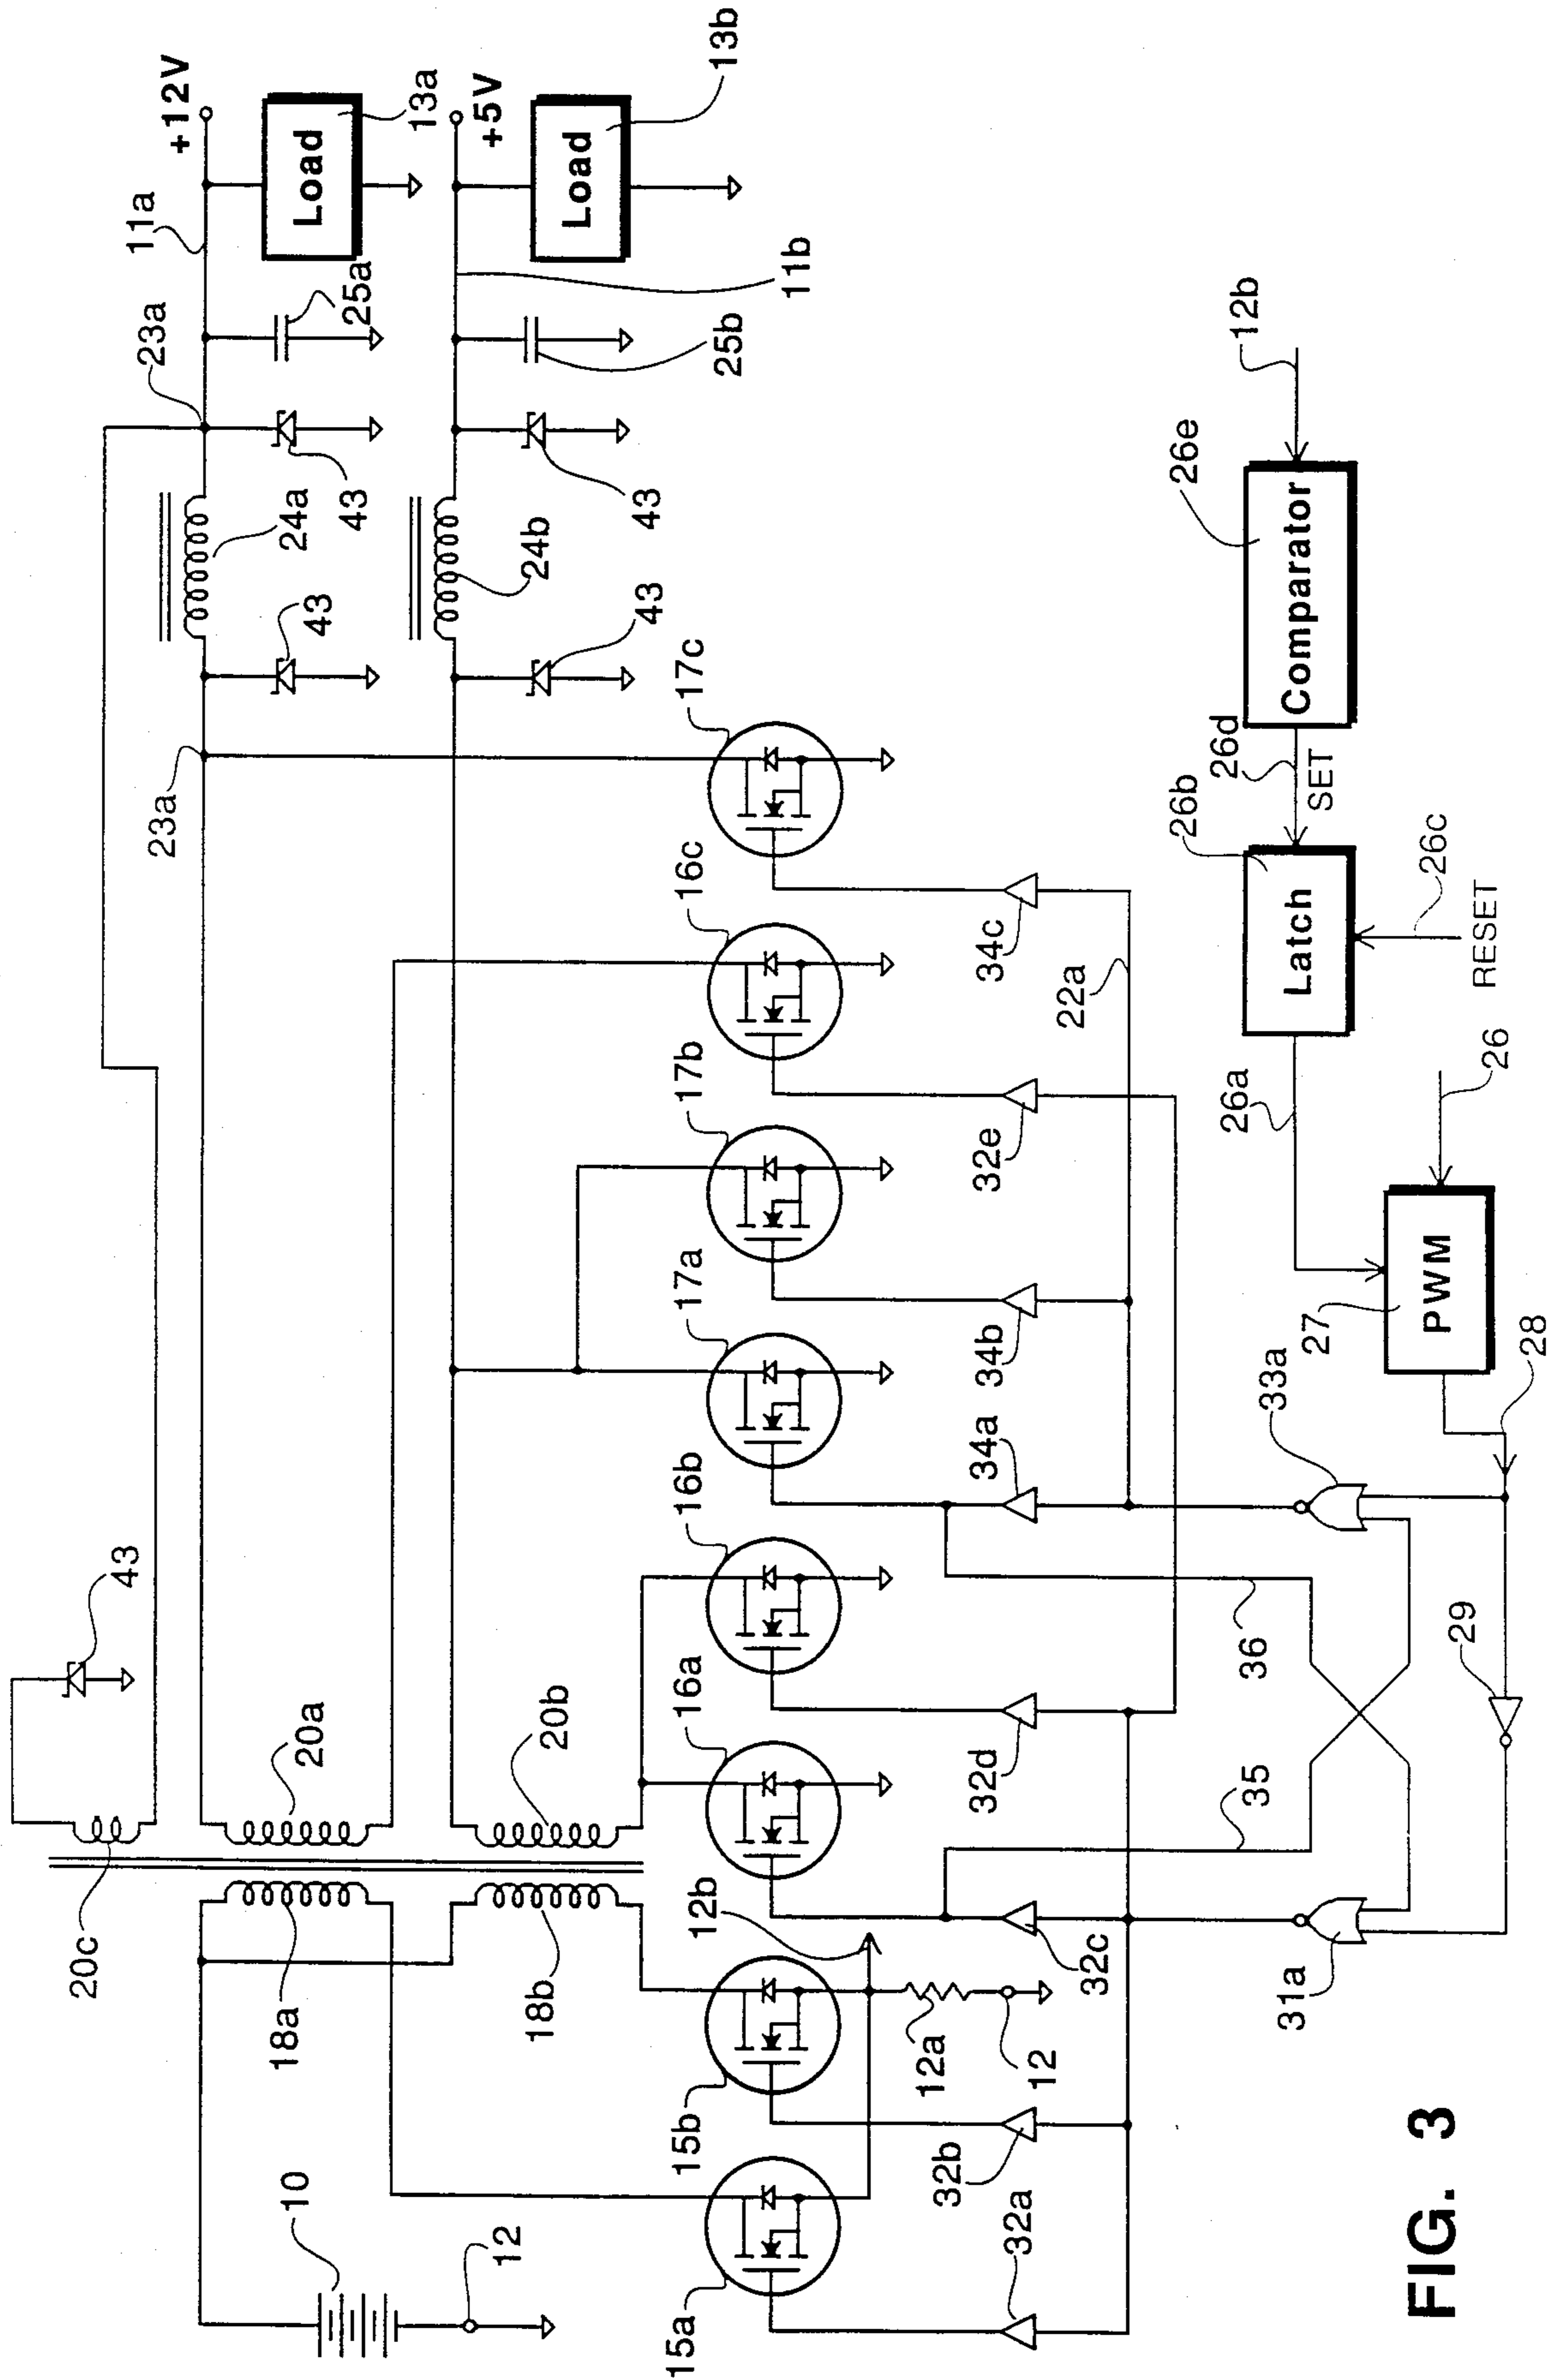 +12V
11a
23a
25a
Load
13a
+5V
24a
43
43
23a
11b
25b
Load
13b
43
24b
43
43
20c
20a
20b
18a
18b
10
12
15a
15b
12b
12a
12
16a
16b
17a
17b
16c
17c
32a
32b
32c
32d
34a
34b
32e
34c
22a
35
36
31a
33a
29
28
27
PWM
26
26a
Latch
26b
26c
RESET
26d
SET
Comparator
26e
12b
FIG. 3